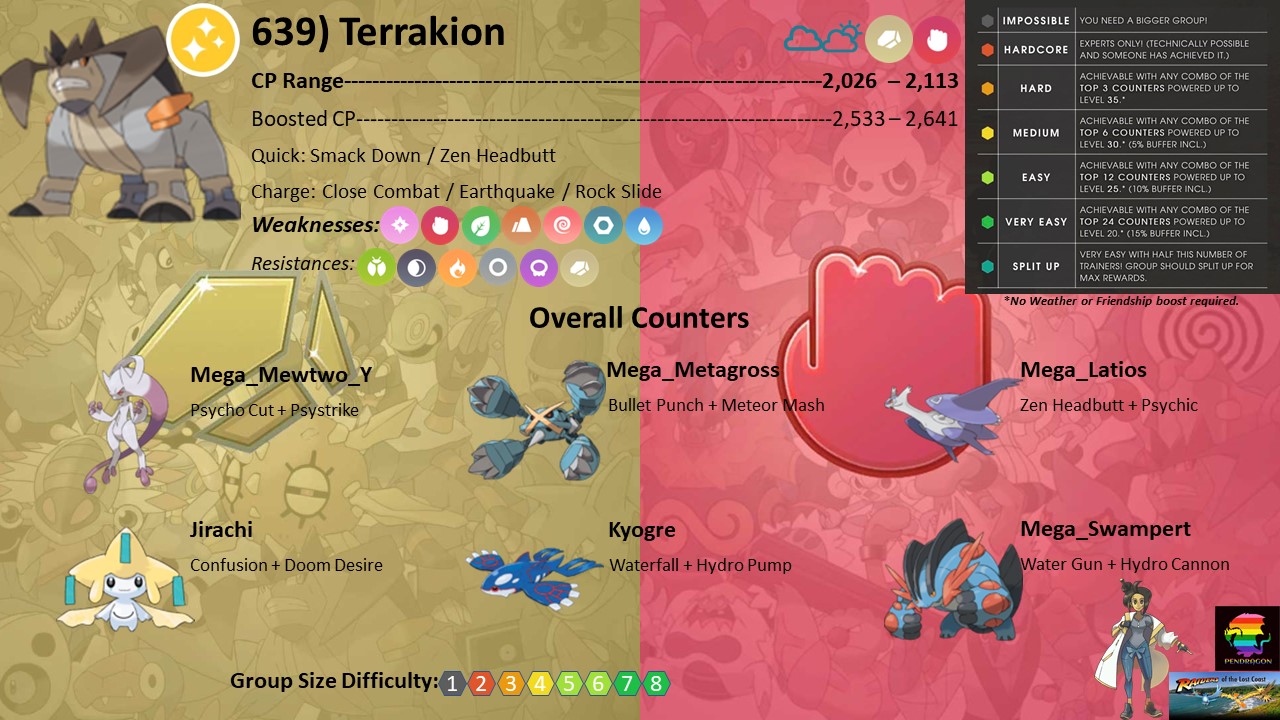 639) Terrakion
CP Range----------2,026 – 2,113
Boosted CP----------2,533 – 2,641
Quick: Smack Down / Zen Headbutt
Charge: Close Combat / Earthquake / Rock Slide
Weaknesses:
Resistances:
IMPOSSIBLE YOU NEED A BIGGER GROUP!
HARDCORE EXPERTS ONLY! (TECHNICALLY POSSIBLE
AND SOMEONE HAS ACHIEVED IT.)
HARD ACHIEVABLE WITH ANY COMBO OF THE
TOP 3 COUNTERS POWERED UP TO
LEVEL 35.*
MEDIUM ACHIEVABLE WITH ANY COMBO OF THE
TOP 6 COUNTERS POWERED UP TO
LEVEL 30.* (5% BUFFER INCL.)
EASY ACHIEVABLE WITH ANY COMBO OF THE
TOP 12 COUNTERS POWERED UP TO
LEVEL 25.* (10% BUFFER INCL.)
VERY EASY ACHIEVABLE WITH ANY COMBO OF THE
TOP 24 COUNTERS POWERED UP TO
LEVEL 20.* (15% BUFFER INCL.)
SPLIT UP VERY EASY WITH HALF THIS NUMBER OF
TRAINERS! GROUP SHOULD SPLIT UP FOR
MAX REWARDS.
*No Weather or Friendship boost required.
Overall Counters
Mega_Mewtwo_Y
Psycho Cut + Psystrike
Mega_Metagross
Bullet Punch + Meteor Mash
Mega_Latios
Zen Headbutt + Psychic
Jirachi
Confusion + Doom Desire
Kyogre
Waterfall + Hydro Pump
Mega_Swampert
Water Gun + Hydro Cannon
Group Size Difficulty: 1 2 3 4 5 6 7 8
PENDRAGON
RAIDERS of the Lost Coast